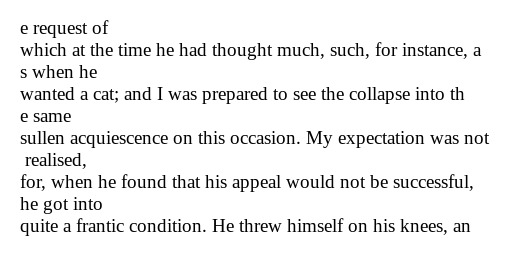 e request of
which at the time he had thought much, such, for instance, a
s when he
wanted a cat; and I was prepared to see the collapse into th
e same
sullen acquiescence on this occasion. My expectation was not
 realised,
for, when he found that his appeal would not be successful,
he got into
quite a frantic condition. He threw himself on his knees, an